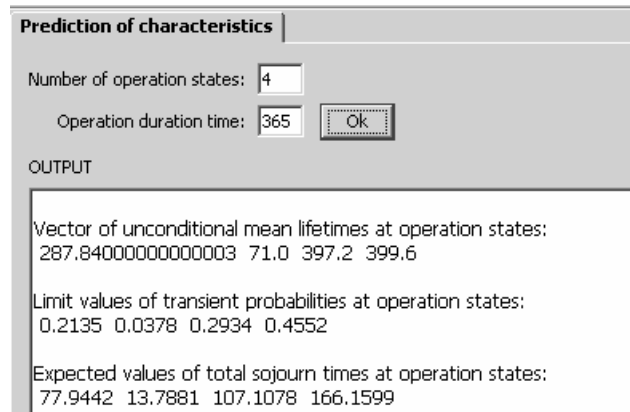 Prediction of characteristics
Number of operation states: 4
Operation duration time: 365 Ok
OUTPUT
Vector of unconditional mean lifetimes at operation states:
287.84000000000003 71.0 397.2 399.6
Limit values of transient probabilities at operation states:
0.2135 0.0378 0.2934 0.4552
Expected values of total sojourn times at operation states:
77.9442 13.7881 107.1078 166.1599